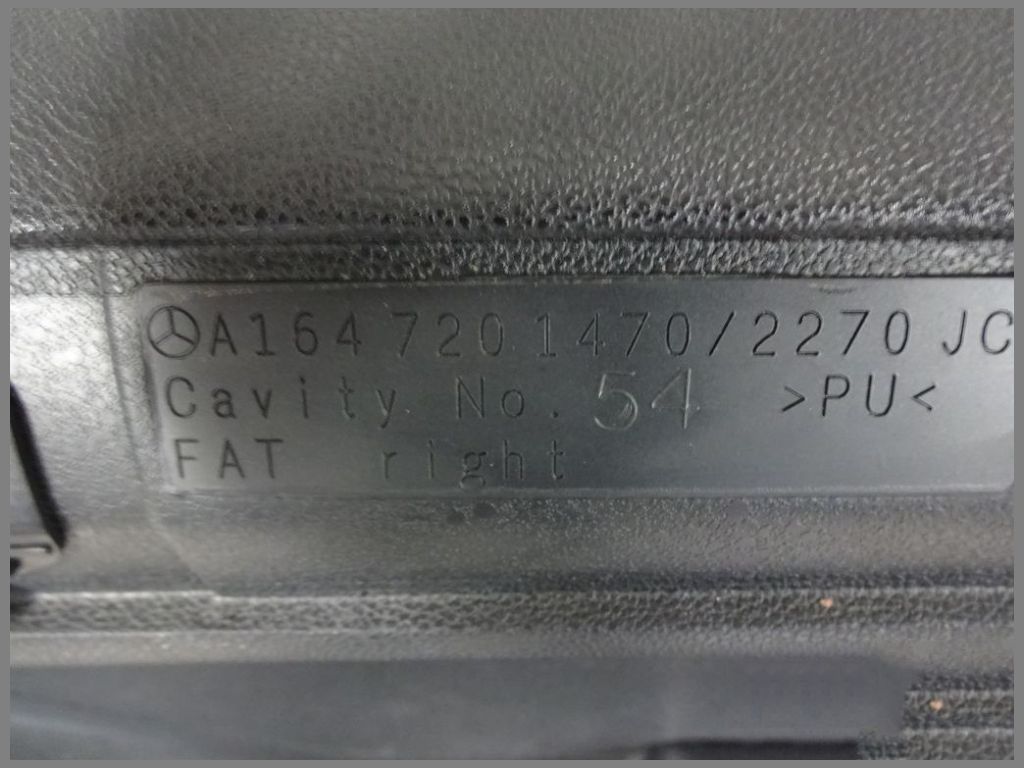 A164 720 1470/2270 JC
Cavity No. 54 >PU<
FAT right